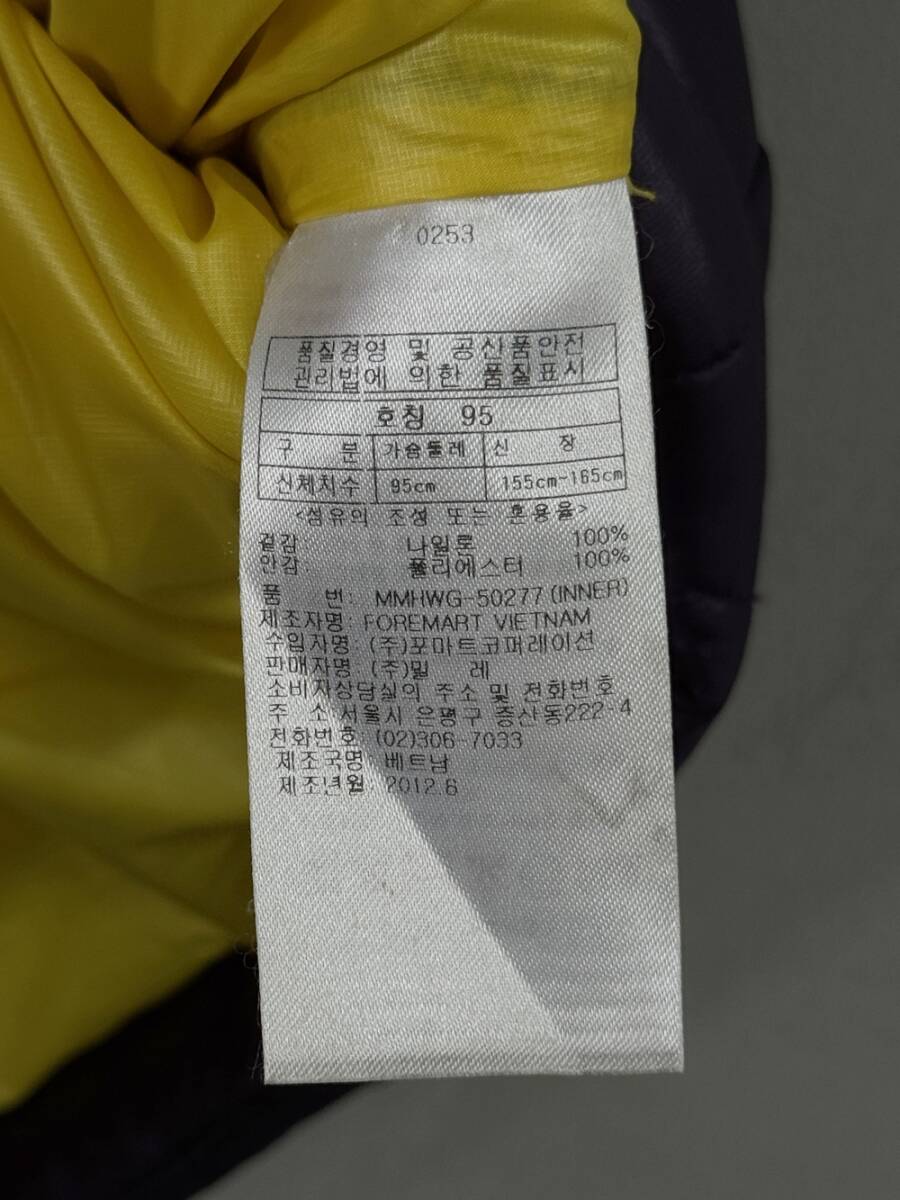 0253
품질경영 및 공산품안전
관리법에 의한 품질표시
호칭 95
구 분 가슴둘레 신 장
신체치수 95cm 155cm-165cm
<섬유의 조성 또는 혼용율>
겉감 나일론 100%
안감 폴리에스터 100%
품 번: MMHWG-50277(INNER)
제조자명: FOREMART VIETNAM
수입자명: (주)포마트코퍼레이션
판매자명: (주)밀 레
소비자상담실의 주소 및 전화번호
주 소:서울시 은평구 증산동222-4
전화번호: (02)306-7033
제조국명: 베트남
제조년월: 2012.6